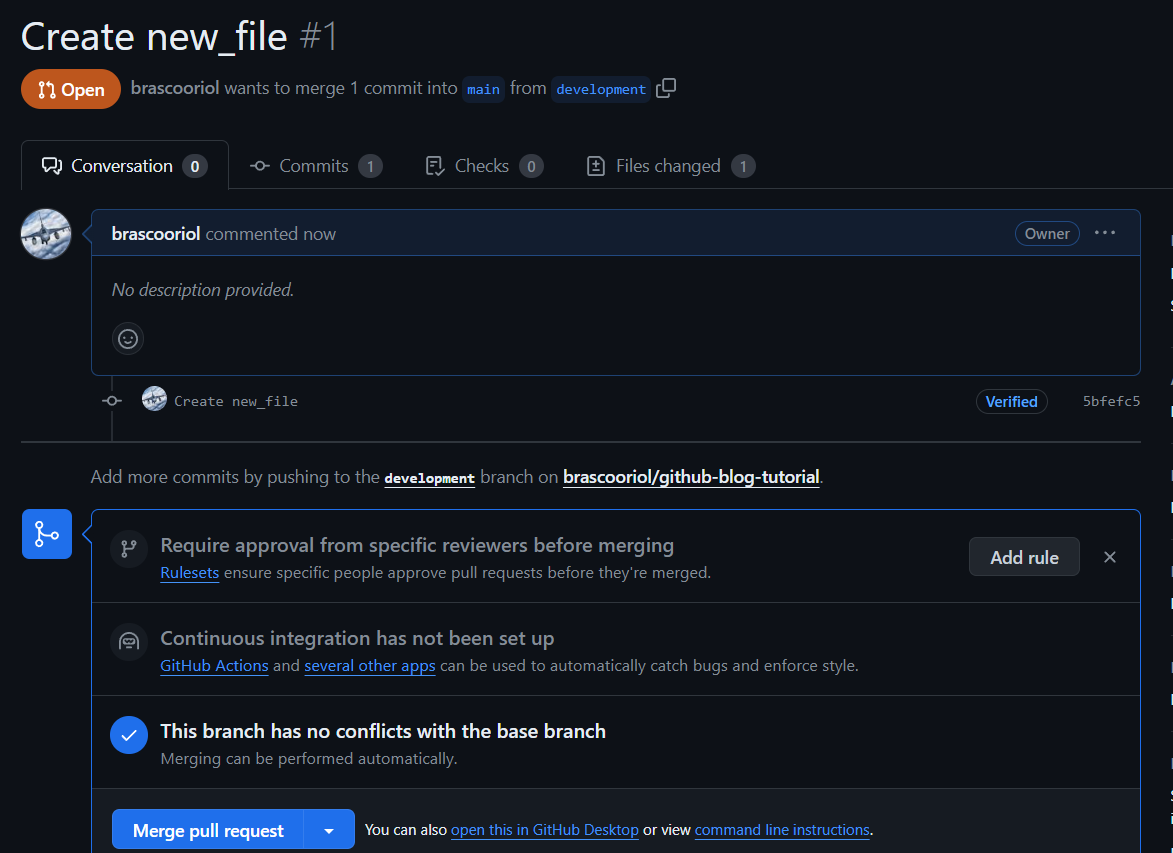 Create new_file #1
Open brascooriol wants to merge 1 commit into main from development
Conversation 0 Commits 1 Checks 0 Files changed 1
brascooriol commented now Owner
No description provided.
Create new_file Verified 5bfefc5
Add more commits by pushing to the development branch on brascooriol/github-blog-tutorial.
Require approval from specific reviewers before merging
Rulesets ensure specific people approve pull requests before they're merged.
Add rule
Continuous integration has not been set up
GitHub Actions and several other apps can be used to automatically catch bugs and enforce style.
This branch has no conflicts with the base branch
Merging can be performed automatically.
Merge pull request You can also open this in GitHub Desktop or view command line instructions.